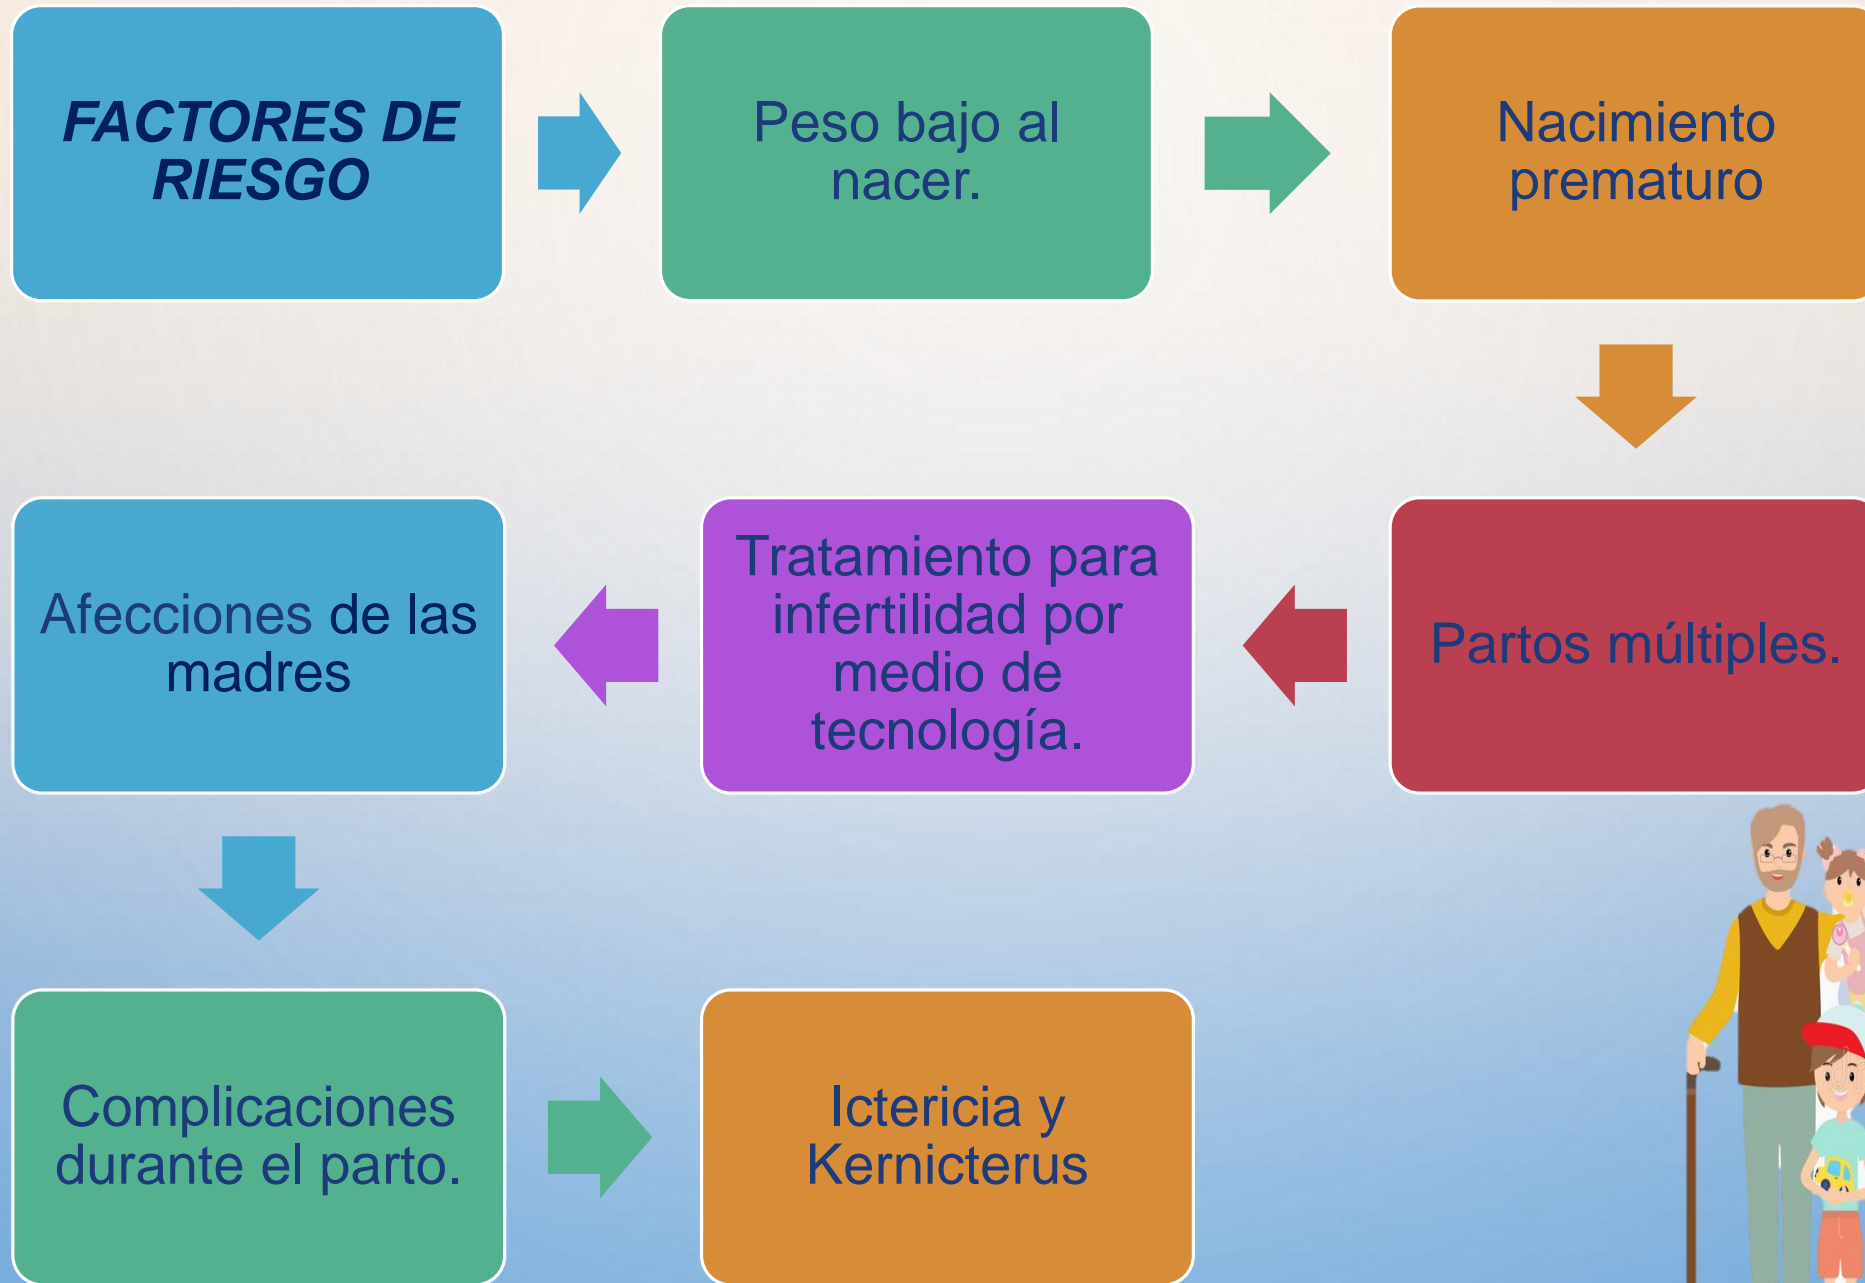 FACTORES DE
RIESGO
Peso bajo al
nacer.
Nacimiento
prematuro
Partos múltiples.
Tratamiento para
infertilidad por
medio de
tecnología.
Afecciones de las
madres
Complicaciones
durante el parto.
Ictericia y
Kernicterus